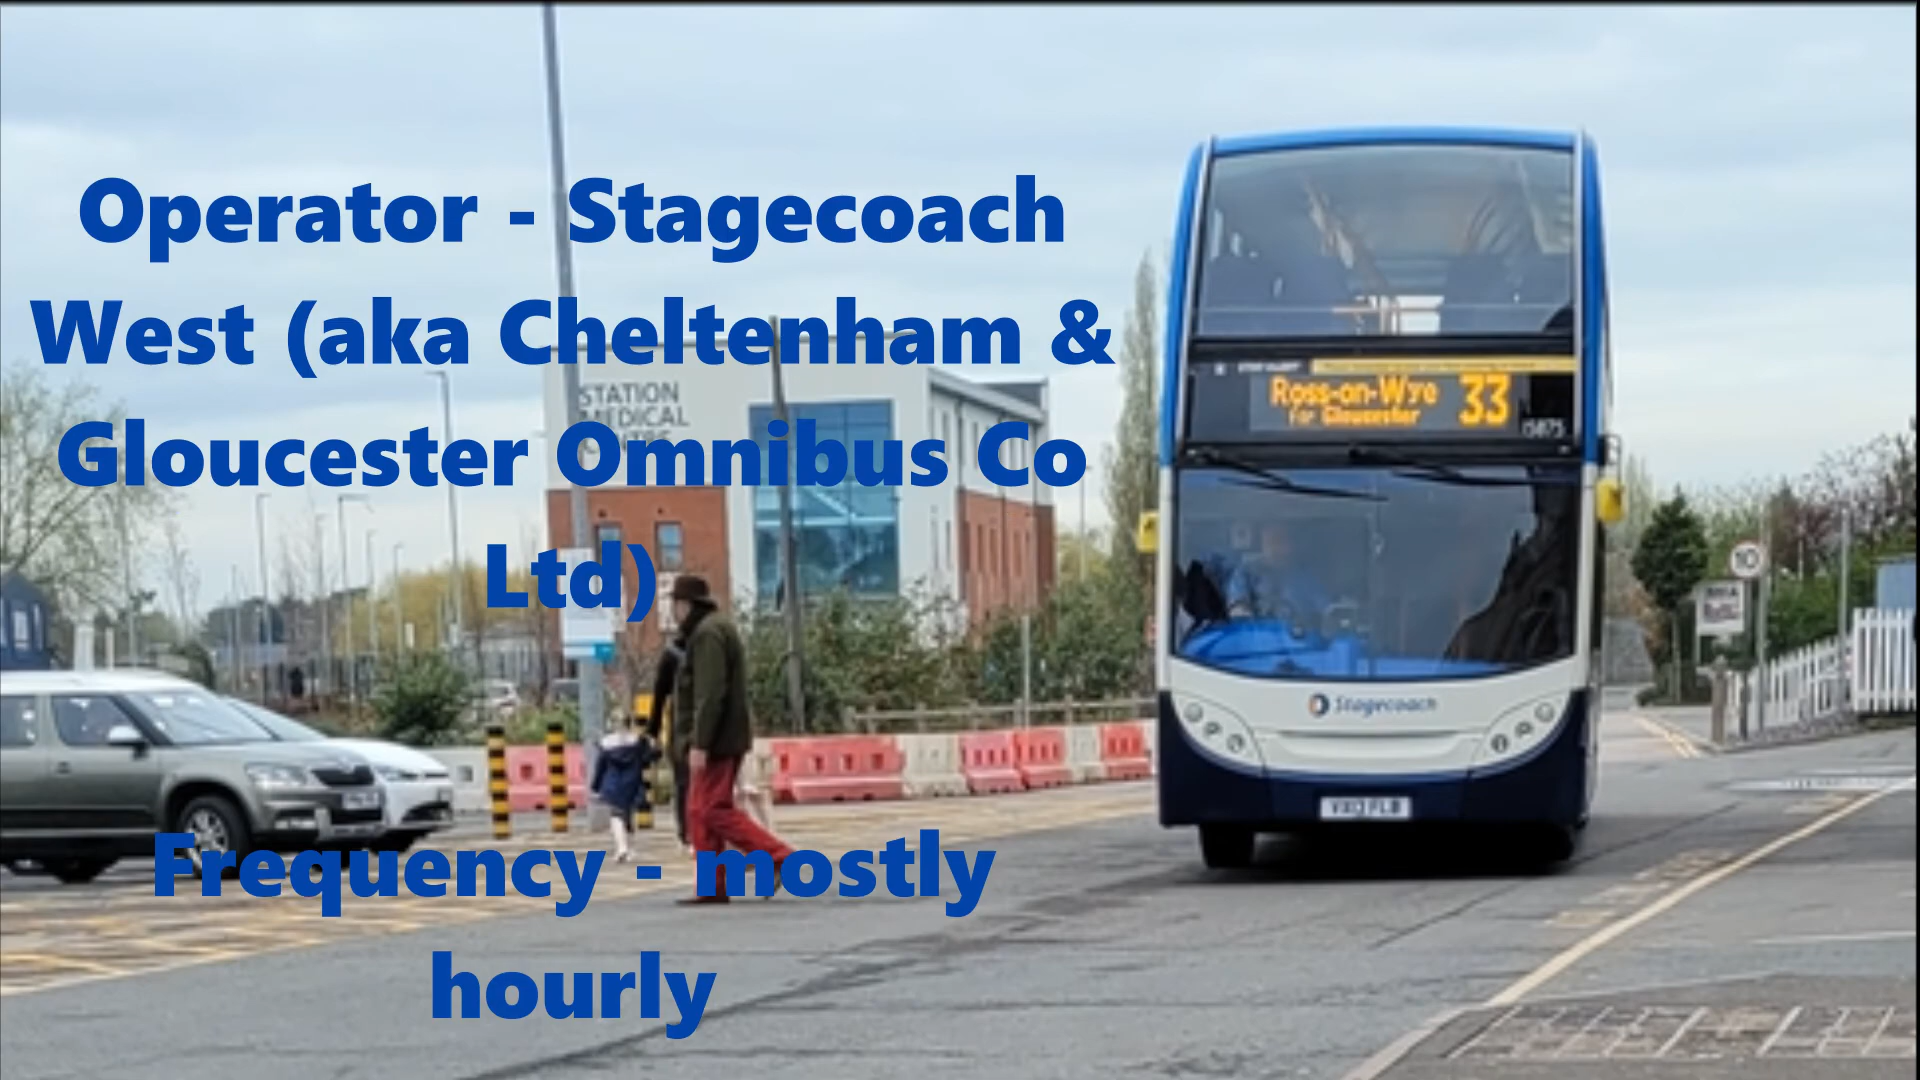 Operator - Stagecoach
West (aka Cheltenham &
Gloucester Omnibus Co
Ltd)
Frequency - mostly
hourly
STATION
MEDICAL
Ross-on-Wye 33
for Gloucester
15875
10
Stagecoach